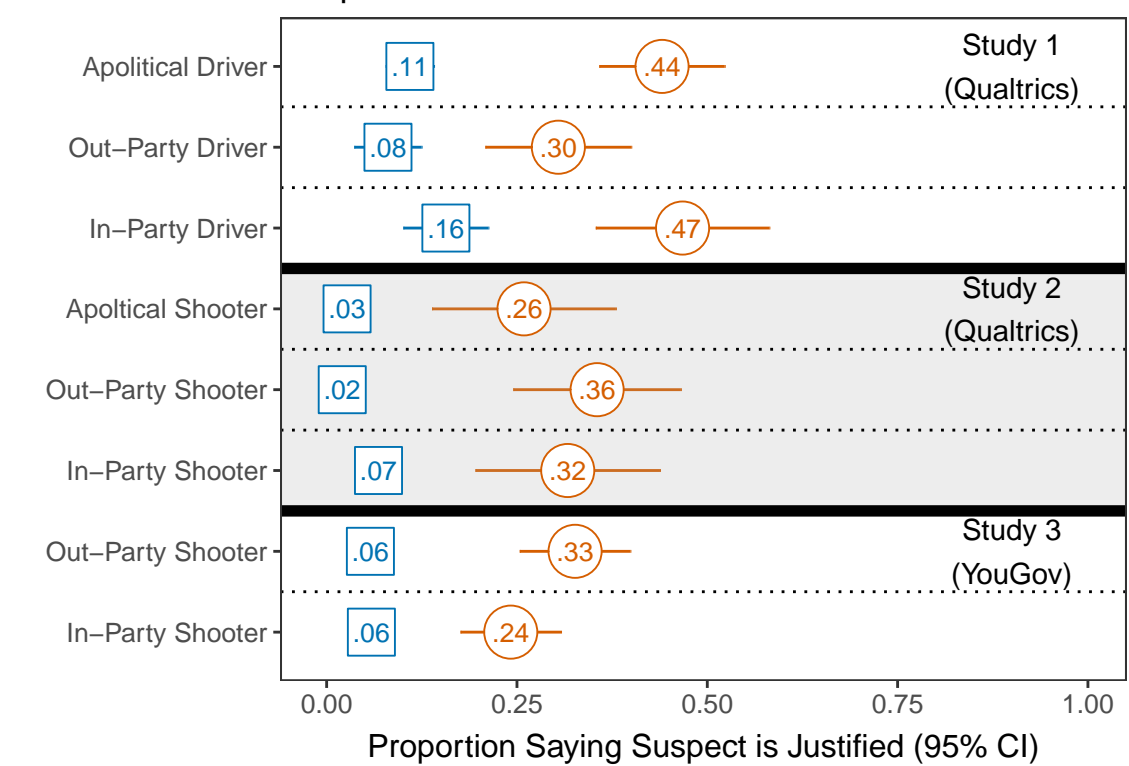 Study 1
(Qualtrics)
Apolitical Driver .11 .44
Out−Party Driver .08 .30
In−Party Driver .16 .47
Study 2
(Qualtrics)
Apoltical Shooter .03 .26
Out−Party Shooter .02 .36
In−Party Shooter .07 .32
Study 3
(YouGov)
Out−Party Shooter .06 .33
In−Party Shooter .06 .24
0.00 0.25 0.50 0.75 1.00
Proportion Saying Suspect is Justified (95% CI)